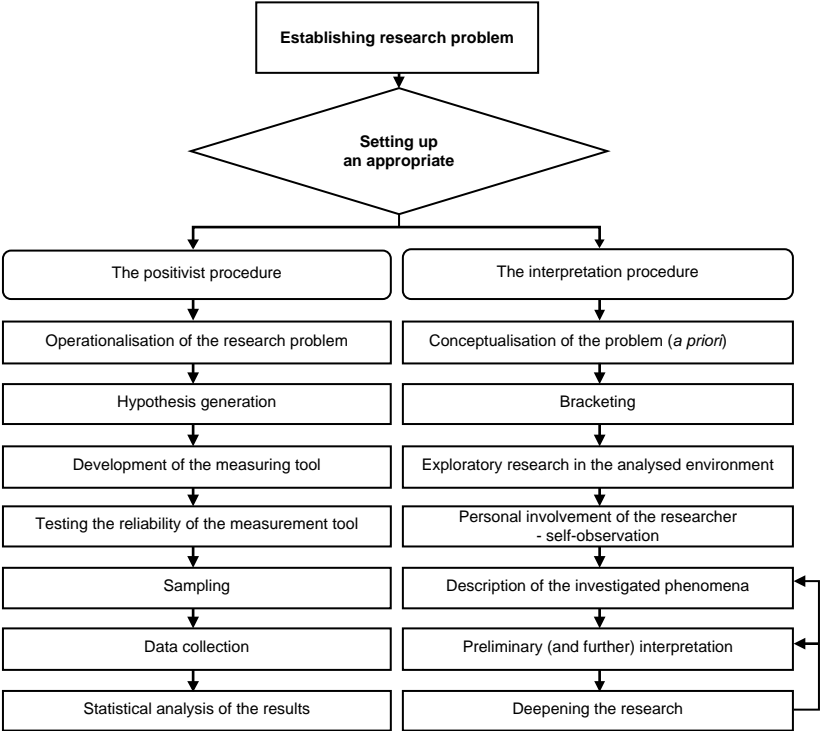 Establishing research problem
Setting up
an appropriate
The positivist procedure
Operationalisation of the research problem
Hypothesis generation
Development of the measuring tool
Testing the reliability of the measurement tool
Sampling
Data collection
Statistical analysis of the results
The interpretation procedure
Conceptualisation of the problem (a priori)
Bracketing
Exploratory research in the analysed environment
Personal involvement of the researcher
- self-observation
Description of the investigated phenomena
Preliminary (and further) interpretation
Deepening the research